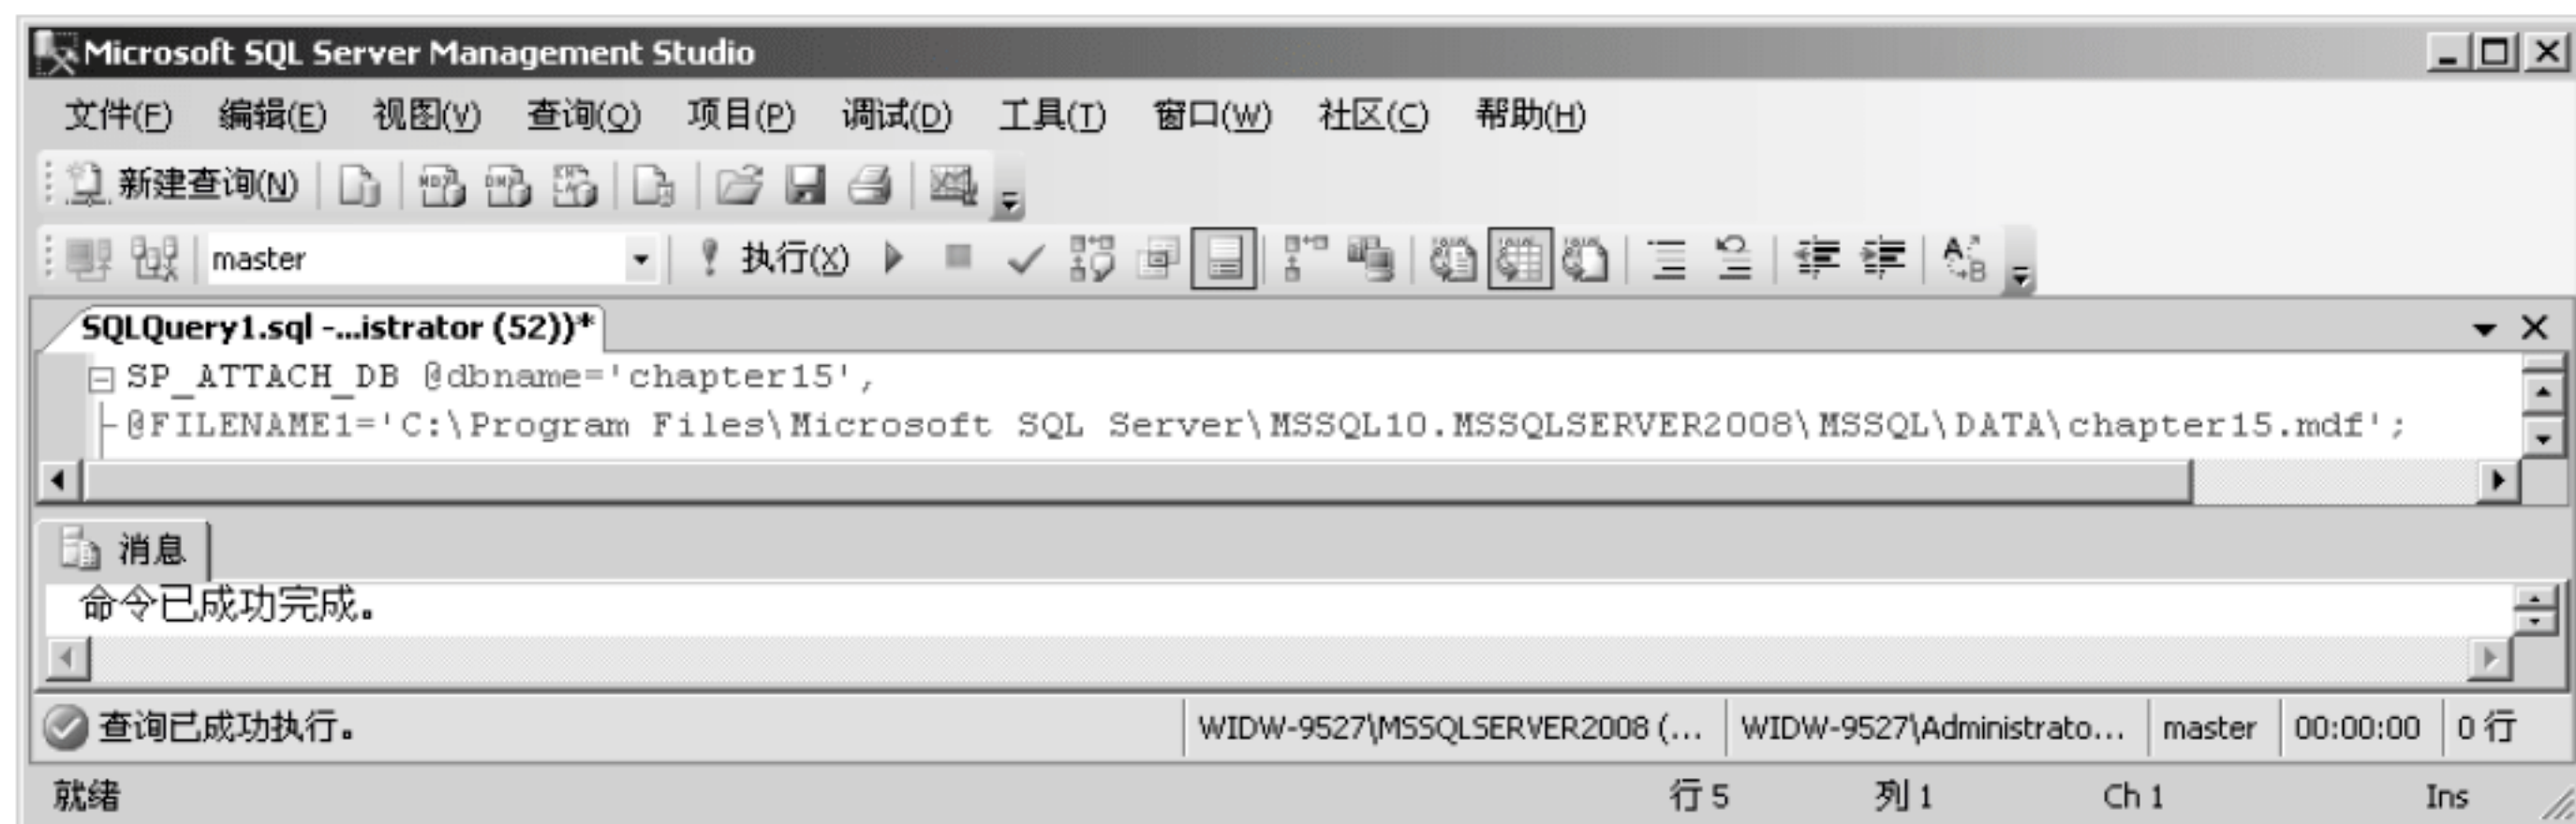 Microsoft SQL Server Management Studio
文件(F) 编辑(E) 视图(V) 查询(Q) 项目(P) 调试(D) 工具(T) 窗口(W) 社区(C) 帮助(H)
新建查询(N)
master 执行(X)
SQLQuery1.sql -...istrator (52))*
SP_ATTACH_DB @dbname='chapter15',
@FILENAME1='C:\Program Files\Microsoft SQL Server\MSSQL10.MSSQLSERVER2008\MSSQL\DATA\chapter15.mdf';
消息
命令已成功完成。
查询已成功执行。 WIDW-9527\MSSQLSERVER2008 (... WIDW-9527\Administrato... master 00:00:00 0 行
就绪 行 5 列 1 Ch 1 Ins